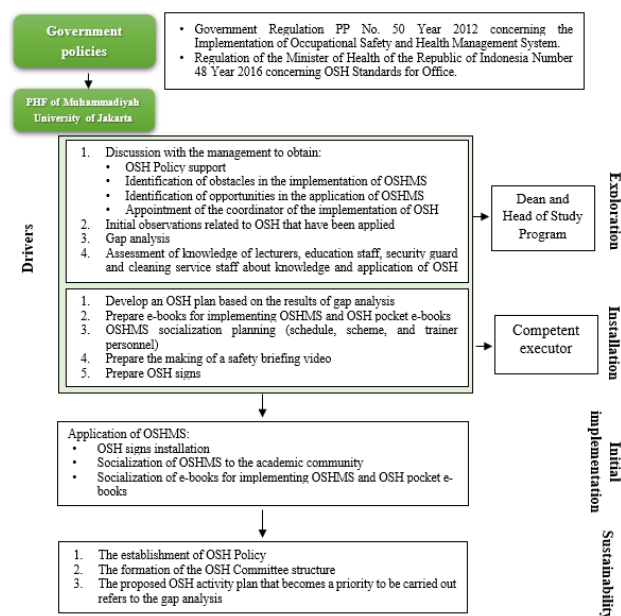 Government
policies
• Government Regulation PP No. 50 Year 2012 concerning the
Implementation of Occupational Safety and Health Management System.
• Regulation of the Minister of Health of the Republic of Indonesia Number
48 Year 2016 concerning OSH Standards for Office.
PHF of Muhammadiyah
University of Jakarta
Drivers
1. Discussion with the management to obtain:
• OSH Policy support
• Identification of obstacles in the implementation of OSHMS
• Identification of opportunities in the application of OSHMS
• Appointment of the coordinator of the implementation of OSH
2. Initial observations related to OSH that have been applied
3. Gap analysis
4. Assessment of knowledge of lecturers, education staff, security guard
and cleaning service staff about knowledge and application of OSH
Dean and
Head of Study
Program
Exploration
1. Develop an OSH plan based on the results of gap analysis
2. Prepare e-books for implementing OSHMS and OSH pocket e-books
3. OSHMS socialization planning (schedule, scheme, and trainer
personnel)
4. Prepare the making of a safety briefing video
5. Prepare OSH signs
Competent
executor
Installation
Application of OSHMS:
• OSH signs installation
• Socialization of OSHMS to the academic community
• Socialization of e-books for implementing OSHMS and OSH pocket e-
books
Initial
implementation
1. The establishment of OSH Policy
2. The formation of the OSH Committee structure
3. The proposed OSH activity plan that becomes a priority to be carried out
refers to the gap analysis
Sustainability